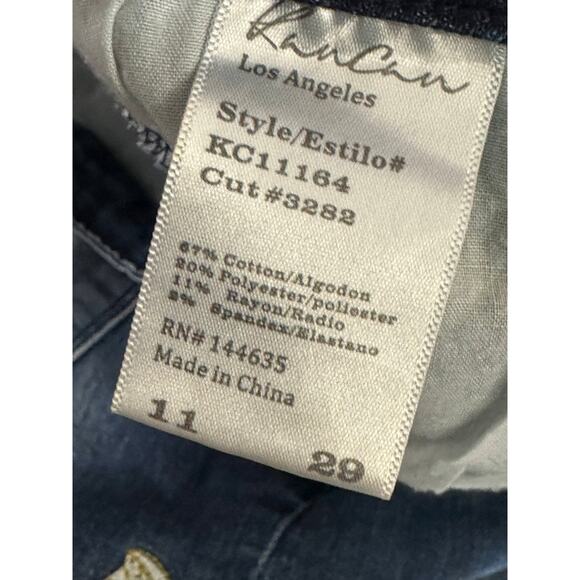 KanCan
Los Angeles
Style/Estilo#
KC11164
Cut #3282
67% Cotton/Algodon
20% Polyester/poliester
11% Rayon/Radio
2% Spandex/Elastano
RN# 144635
Made in China
11 29